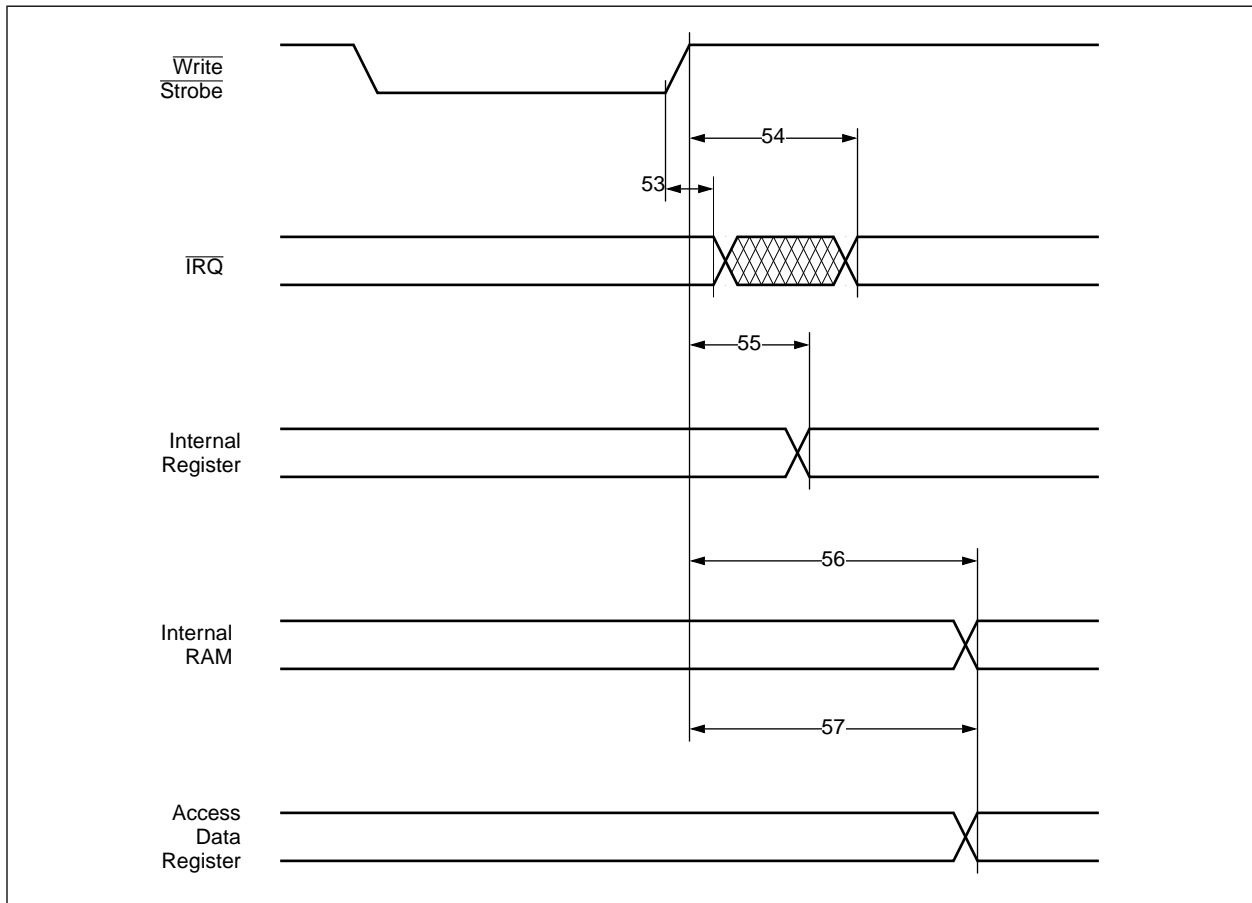 Write
Strobe
54
53
IRQ
55
Internal
Register
56
Internal
RAM
57
Access
Data
Register